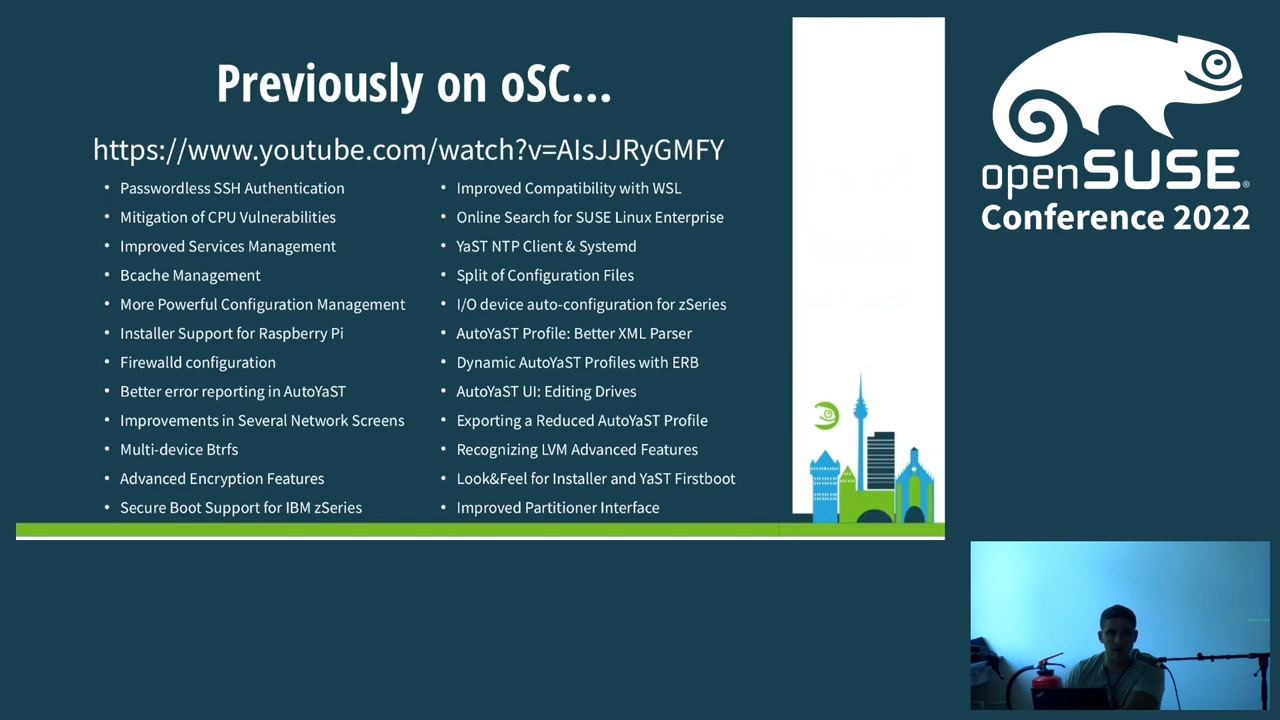 Previously on oSC...
https://www.youtube.com/watch?v=AIsJJRyGMFY
Passwordless SSH Authentication
Mitigation of CPU Vulnerabilities
Improved Services Management
Bcache Management
More Powerful Configuration Management
Installer Support for Raspberry Pi
Firewalld configuration
Better error reporting in AutoYaST
Improvements in Several Network Screens
Multi-device Btrfs
Advanced Encryption Features
Secure Boot Support for IBM zSeries
Improved Compatibility with WSL
Online Search for SUSE Linux Enterprise
YaST NTP Client & Systemd
Split of Configuration Files
I/O device auto-configuration for zSeries
AutoYaST Profile: Better XML Parser
Dynamic AutoYaST Profiles with ERB
AutoYaST UI: Editing Drives
Exporting a Reduced AutoYaST Profile
Recognizing LVM Advanced Features
Look&Feel for Installer and YaST Firstboot
Improved Partitioner Interface
openSUSE®
Conference 2022